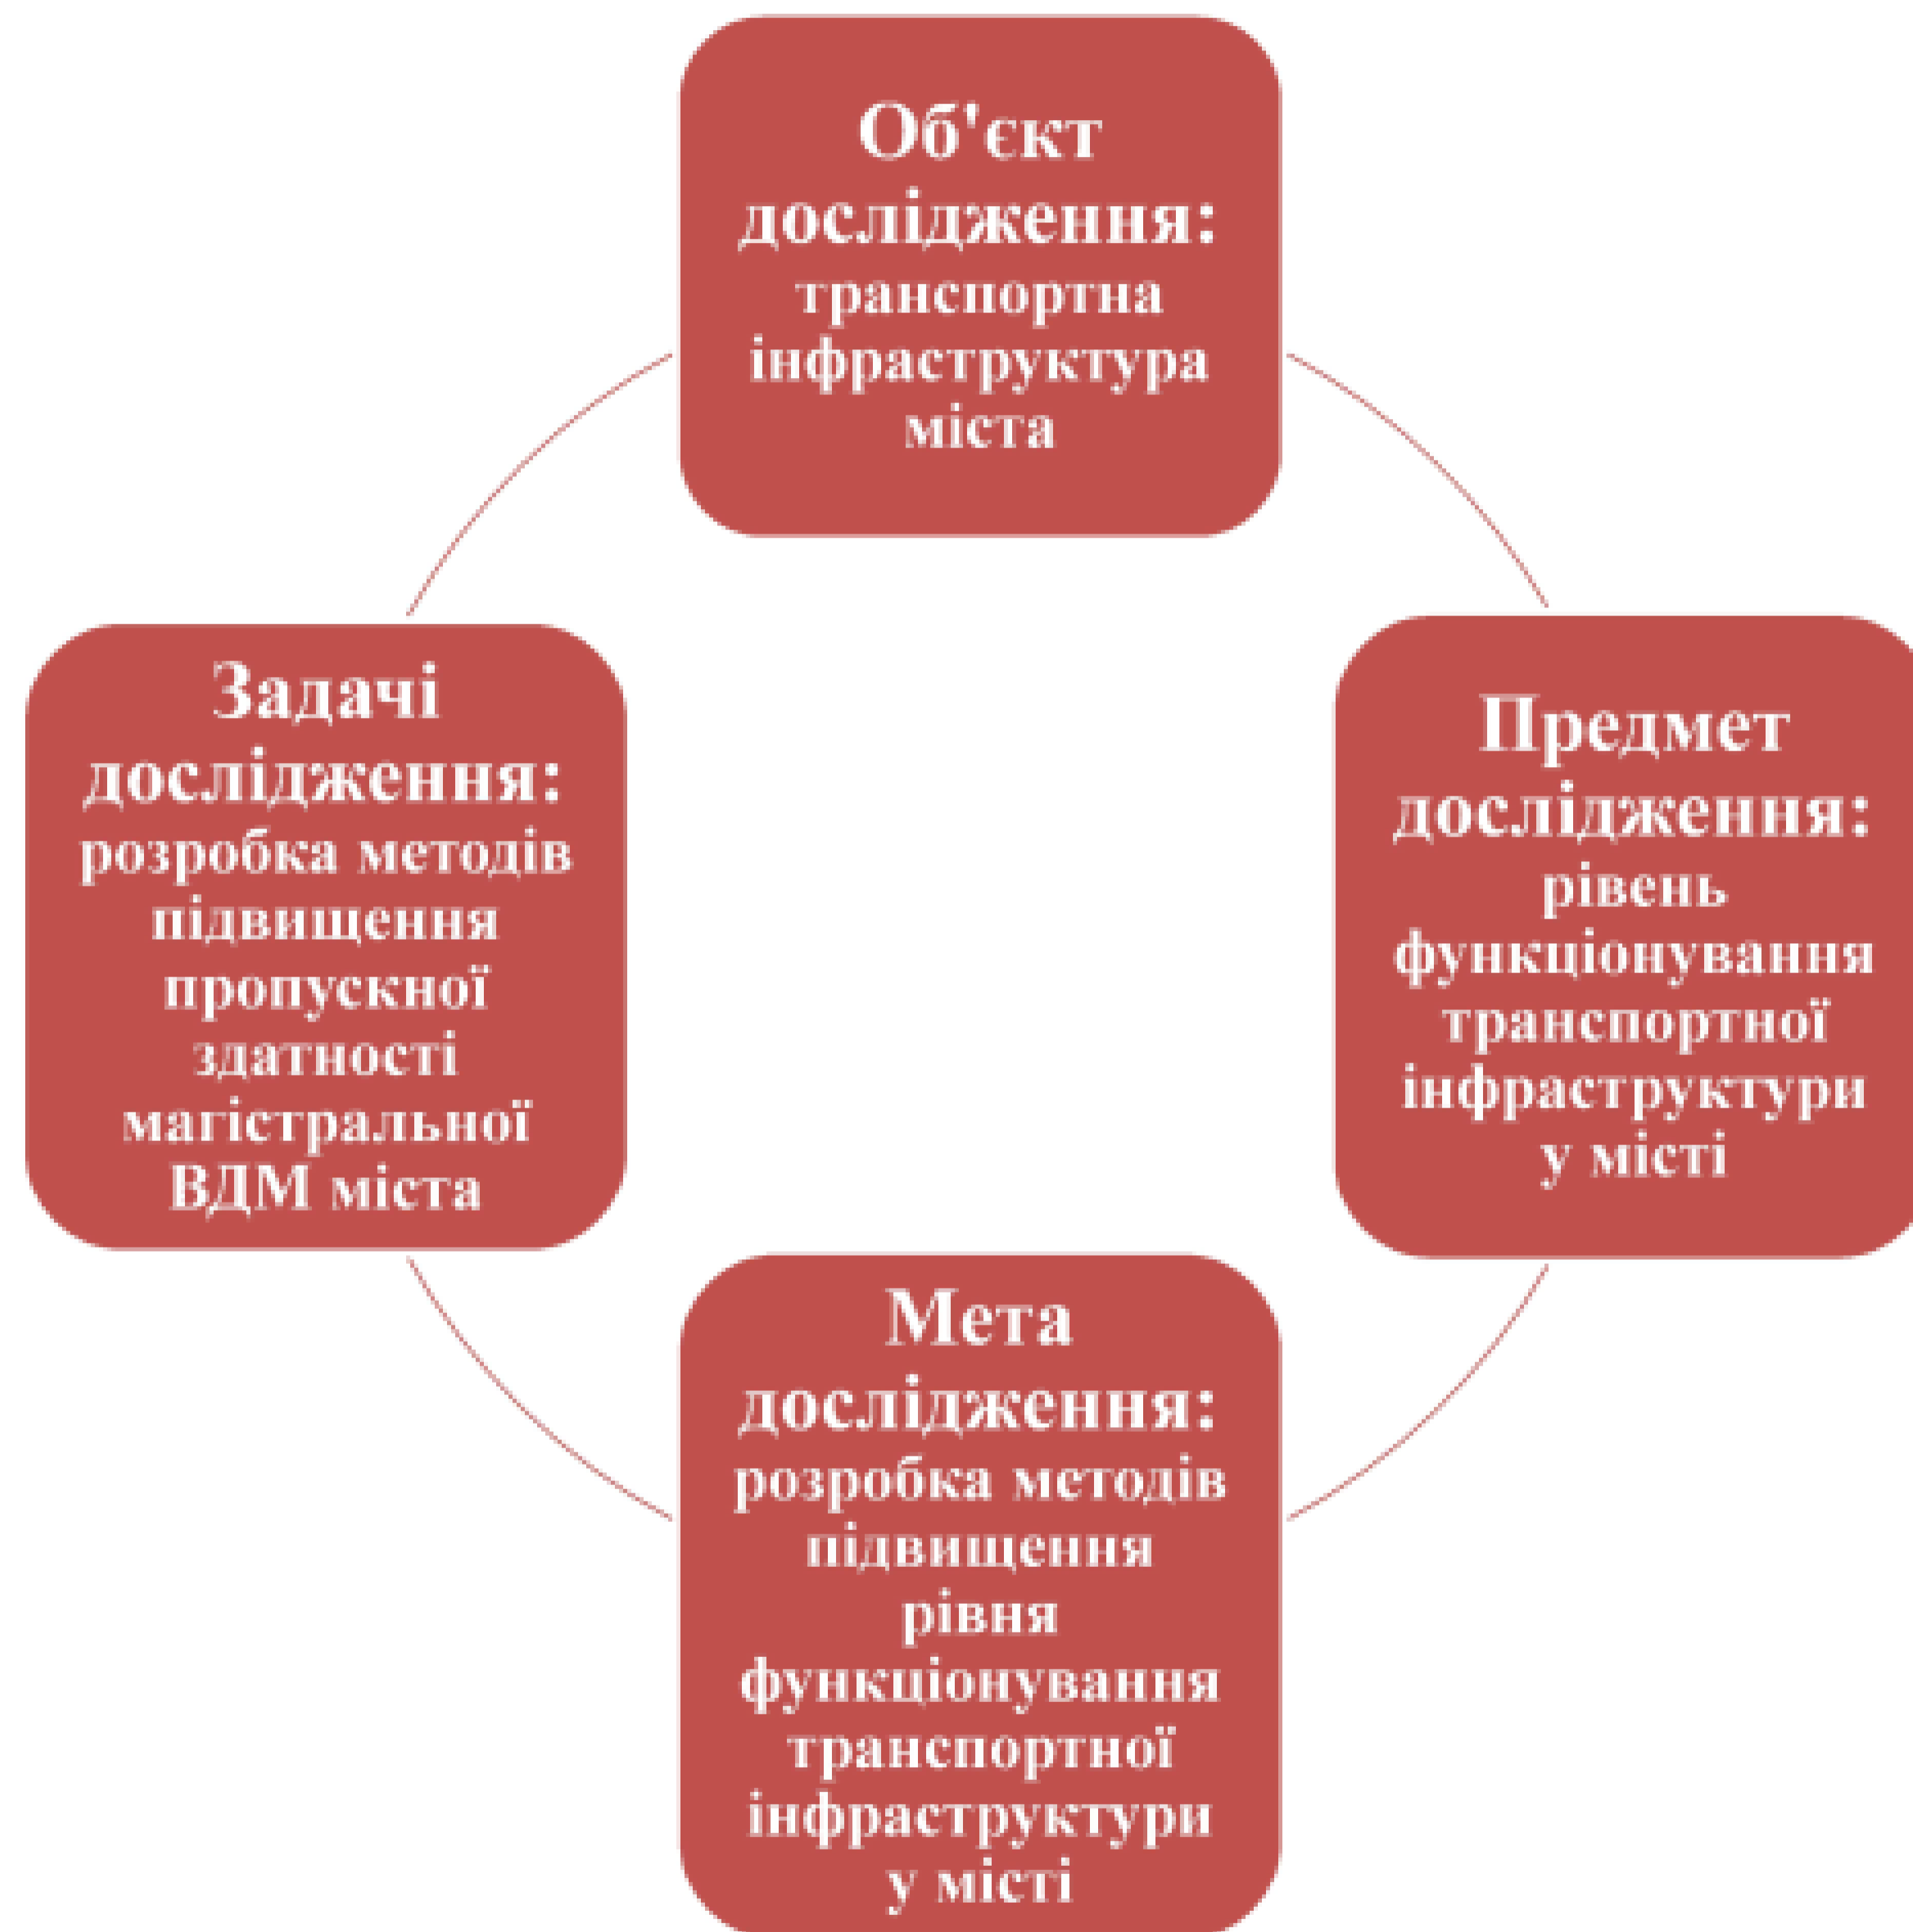 Об'єкт
дослідження:
транспортна
інфраструктура
міста
Задачі
дослідження:
розробка методів
підвищення
пропускної
здатності
магістральної
ВДМ міста
Предмет
дослідження:
рівень
функціонування
транспортної
інфраструктури
у місті
Мета
дослідження:
розробка методів
підвищення
рівня
функціонування
транспортної
інфраструктури
у місті